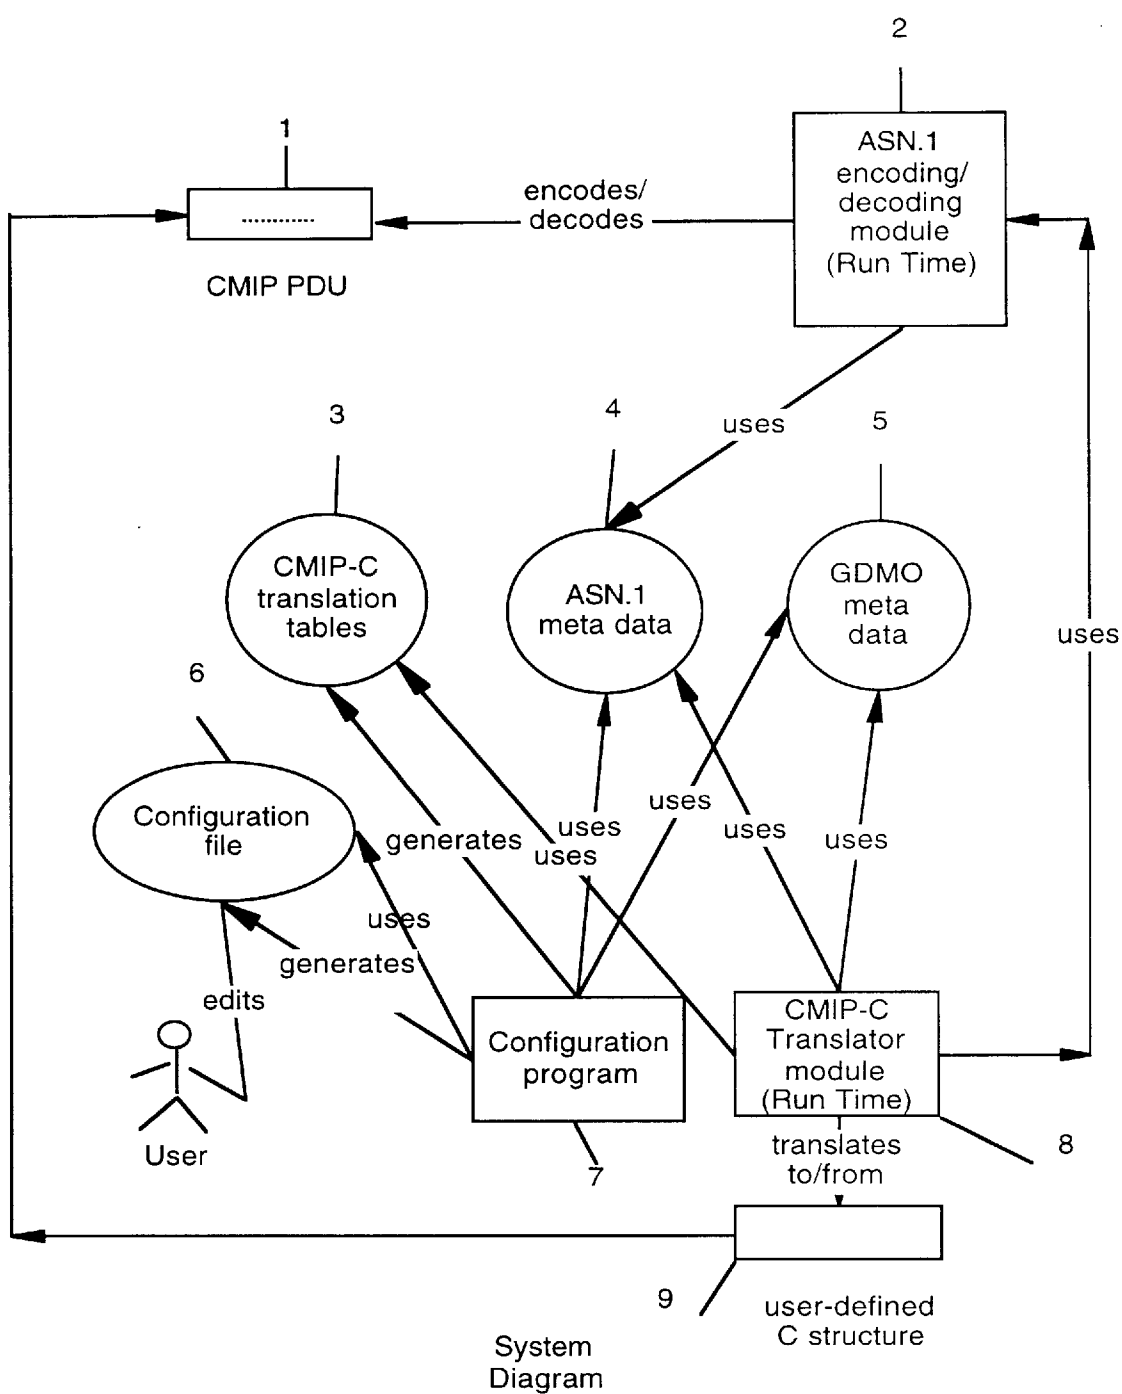 2
1
ASN.1
encoding/
decoding
module
(Run Time)
encodes/
decodes
............
CMIP PDU
uses
3
4
5
CMIP-C
translation
tables
ASN.1
meta data
GDMO
meta
data
uses
6
Configuration
file
generates
uses
uses
uses
uses
uses
uses
generates
edits
User
Configuration
program
7
CMIP-C
Translator
module
(Run Time)
8
translates
to/from
9
user-defined
C structure
System
Diagram